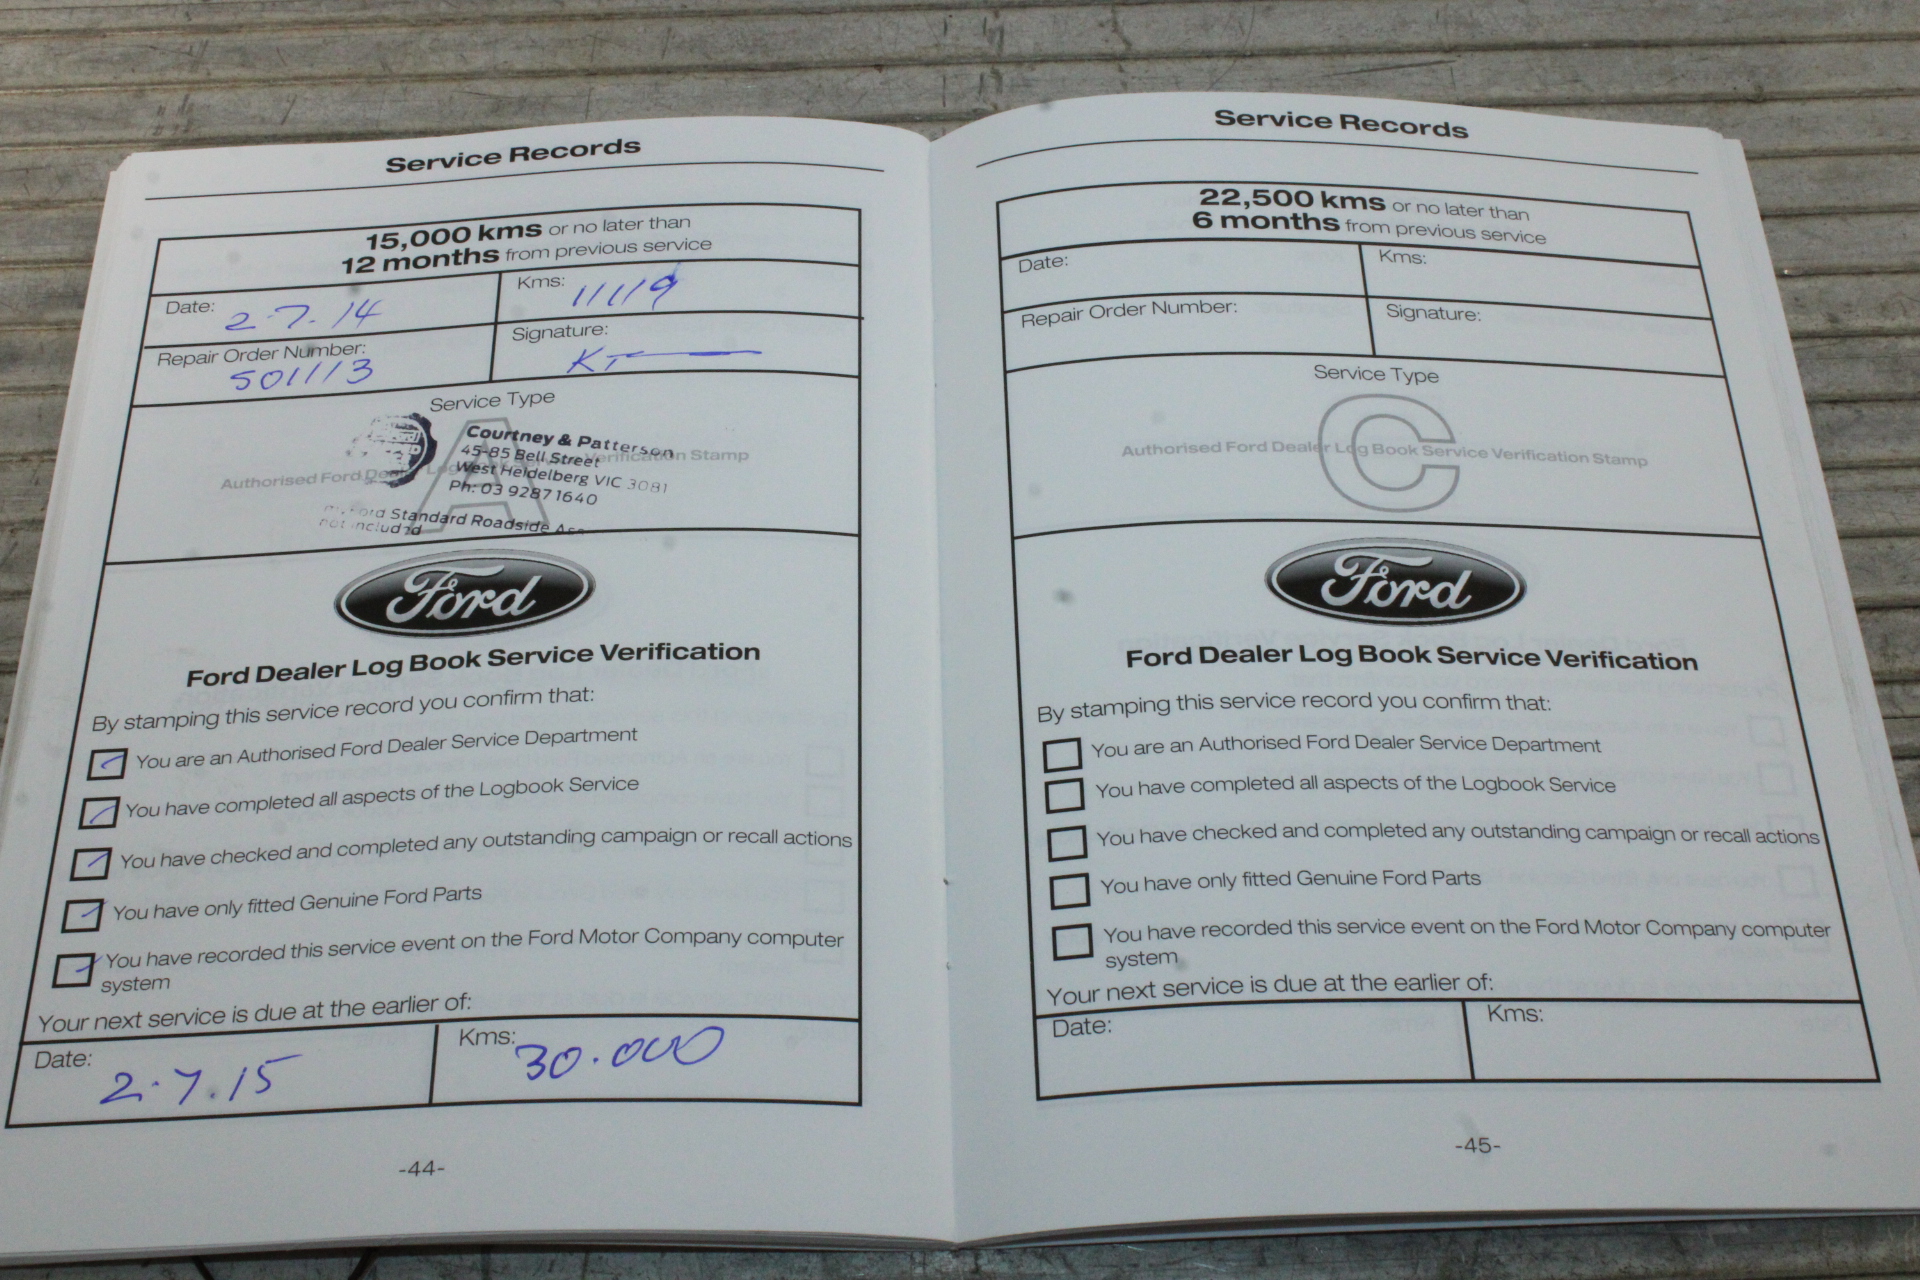 Service Records
15,000 kms or no later than
12 months from previous service
Date: 2.7.14
Kms: 11119
Repair Order Number: 501113
Signature: KT
Service Type
A
Authorised Ford Dealer Log Book Service Verification Stamp
Courtney & Patterson
45-85 Bell Street
West Heidelberg VIC 3081
Ph: 03 9287 1640
Standard Roadside
not included
Ford
Ford Dealer Log Book Service Verification
By stamping this service record you confirm that:
You are an Authorised Ford Dealer Service Department
You have completed all aspects of the Logbook Service
You have checked and completed any outstanding campaign or recall actions
You have only fitted Genuine Ford Parts
You have recorded this service event on the Ford Motor Company computer
system
Your next service is due at the earlier of:
Date: 2.7.15
Kms: 30.000
-44-
Service Records
22,500 kms or no later than
6 months from previous service
Date:
Kms:
Repair Order Number:
Signature:
Service Type
C
Authorised Ford Dealer Log Book Service Verification Stamp
Ford
Ford Dealer Log Book Service Verification
By stamping this service record you confirm that:
You are an Authorised Ford Dealer Service Department
You have completed all aspects of the Logbook Service
You have checked and completed any outstanding campaign or recall actions
You have only fitted Genuine Ford Parts
You have recorded this service event on the Ford Motor Company computer
system
Your next service is due at the earlier of:
Date:
Kms:
-45-